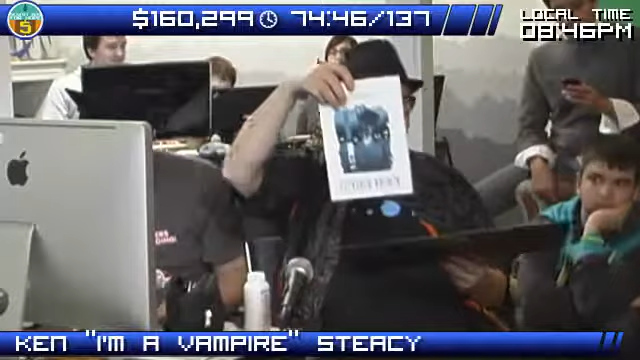 $160,299 74:46/137
LOCAL TIME
08:46PM
KEN "I'M A VAMPIRE" STEACY